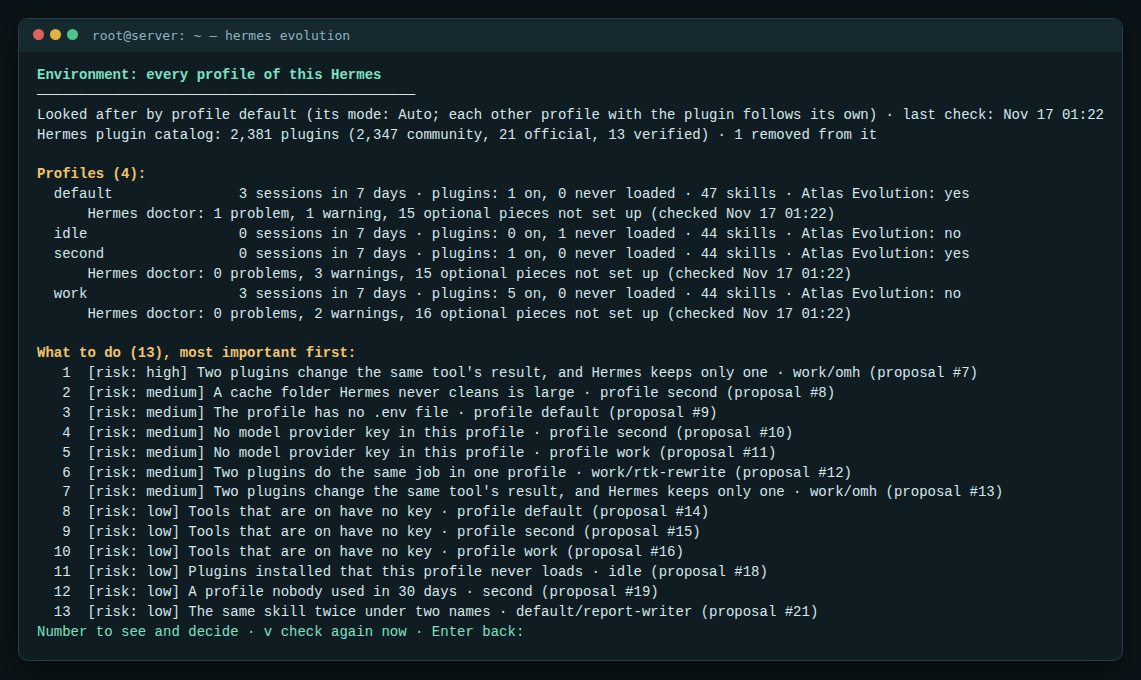 root@server: ~ — hermes evolution
Environment: every profile of this Hermes
─────────────────────────────────────────────
Looked after by profile default (its mode: Auto; each other profile with the plugin follows its own) · last check: Nov 17 01:22
Hermes plugin catalog: 2,381 plugins (2,347 community, 21 official, 13 verified) · 1 removed from it
Profiles (4):
default 3 sessions in 7 days · plugins: 1 on, 0 never loaded · 47 skills · Atlas Evolution: yes
Hermes doctor: 1 problem, 1 warning, 15 optional pieces not set up (checked Nov 17 01:22)
idle 0 sessions in 7 days · plugins: 0 on, 1 never loaded · 44 skills · Atlas Evolution: no
second 0 sessions in 7 days · plugins: 1 on, 0 never loaded · 44 skills · Atlas Evolution: yes
Hermes doctor: 0 problems, 3 warnings, 15 optional pieces not set up (checked Nov 17 01:22)
work 3 sessions in 7 days · plugins: 5 on, 0 never loaded · 44 skills · Atlas Evolution: no
Hermes doctor: 0 problems, 2 warnings, 16 optional pieces not set up (checked Nov 17 01:22)
What to do (13), most important first:
1 [risk: high] Two plugins change the same tool's result, and Hermes keeps only one · work/omh (proposal #7)
2 [risk: medium] A cache folder Hermes never cleans is large · profile second (proposal #8)
3 [risk: medium] The profile has no .env file · profile default (proposal #9)
4 [risk: medium] No model provider key in this profile · profile second (proposal #10)
5 [risk: medium] No model provider key in this profile · profile work (proposal #11)
6 [risk: medium] Two plugins do the same job in one profile · work/rtk-rewrite (proposal #12)
7 [risk: medium] Two plugins change the same tool's result, and Hermes keeps only one · work/omh (proposal #13)
8 [risk: low] Tools that are on have no key · profile default (proposal #14)
9 [risk: low] Tools that are on have no key · profile second (proposal #15)
10 [risk: low] Tools that are on have no key · profile work (proposal #16)
11 [risk: low] Plugins installed that this profile never loads · idle (proposal #18)
12 [risk: low] A profile nobody used in 30 days · second (proposal #19)
13 [risk: low] The same skill twice under two names · default/report-writer (proposal #21)
Number to see and decide · v check again now · Enter back: